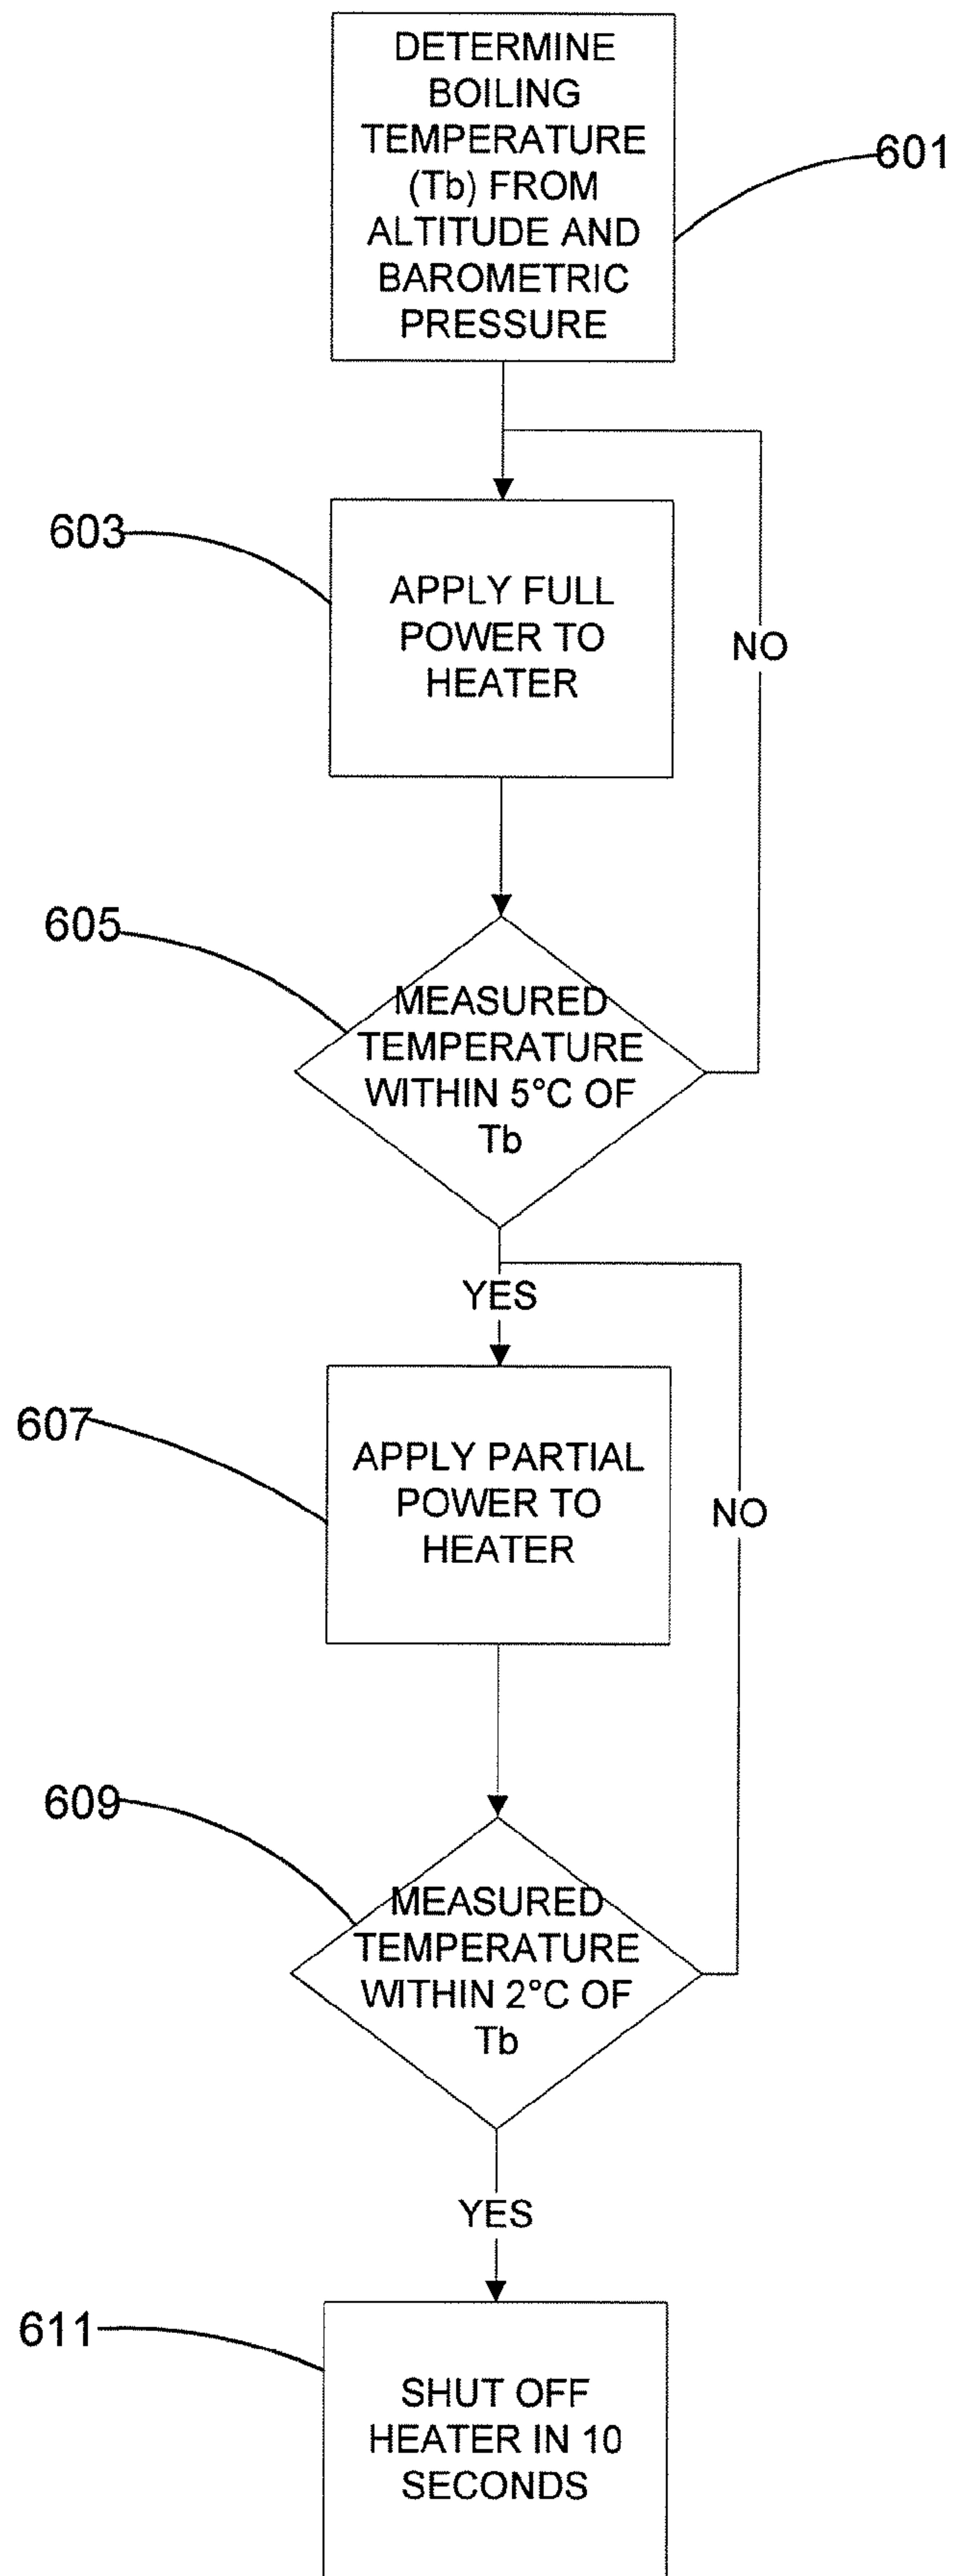 DETERMINE
BOILING
TEMPERATURE
(Tb) FROM
ALTITUDE AND
BAROMETRIC
PRESSURE
601
603
APPLY FULL
POWER TO
HEATER
NO
605
MEASURED
TEMPERATURE
WITHIN 5°C OF
Tb
YES
607
APPLY PARTIAL
POWER TO
HEATER
NO
609
MEASURED
TEMPERATURE
WITHIN 2°C OF
Tb
YES
611
SHUT OFF
HEATER IN 10
SECONDS